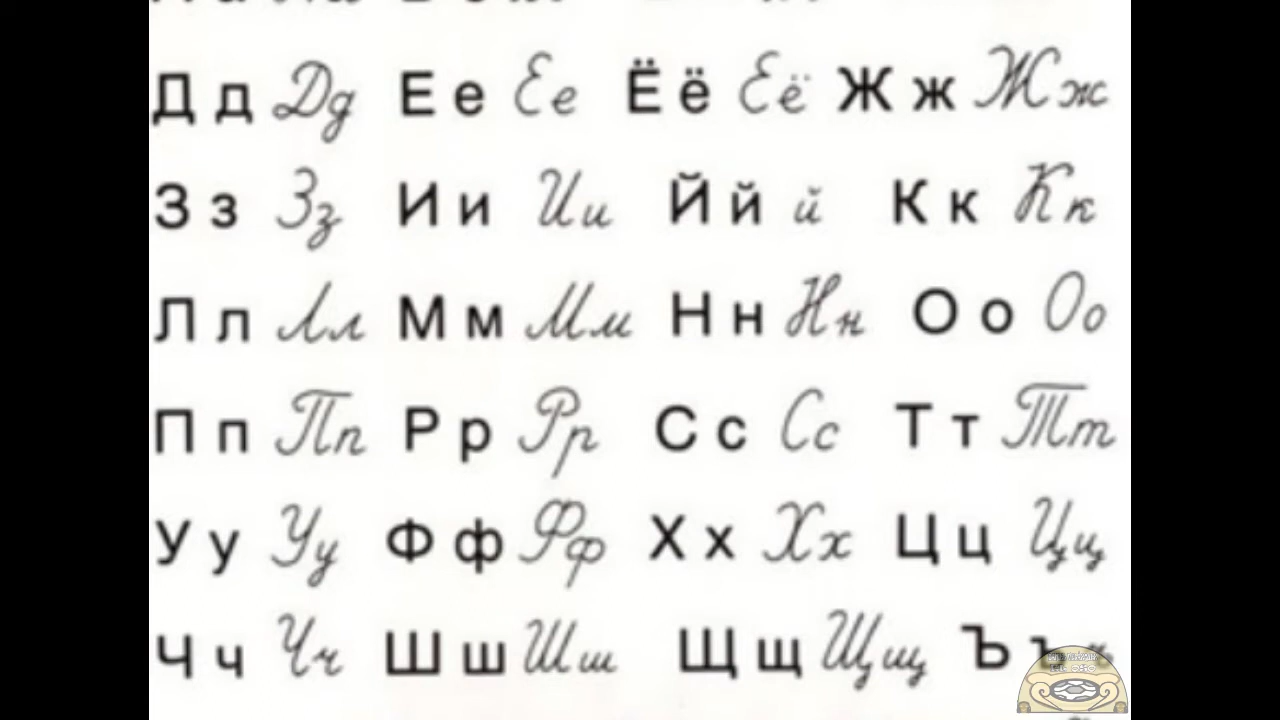 Д д Дд Е е Ее Ё ё Её Ж ж Жж
З з Зз И и Ии Й й й К к Кк
Л л Лл М м Мм Н н Нн О о Оо
П п Пп Р р Рр С с Сс Т т Тт
У у Уу Ф ф Фф Х х Хх Ц ц Цц
Ч ч Чч Ш ш Шш Щ щ Щщ Ъ